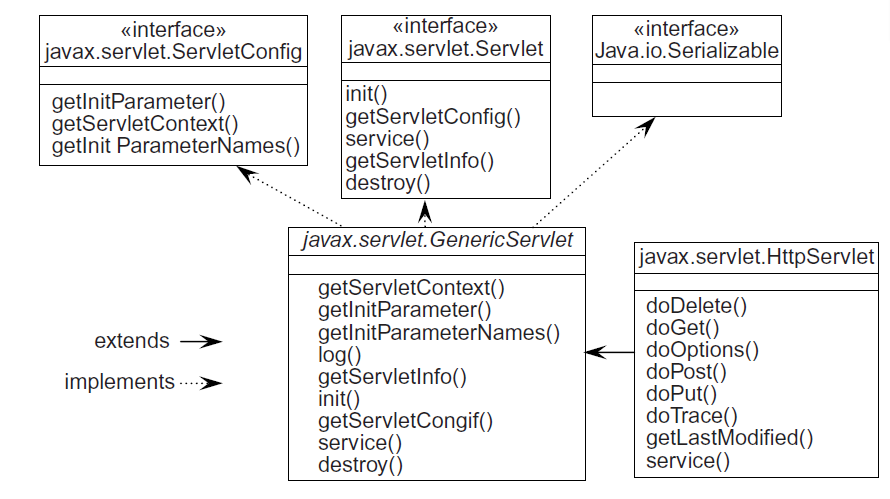 «interface»
javax.servlet.ServletConfig
getInitParameter()
getServletContext()
getInit ParameterNames()
«interface»
javax.servlet.Servlet
init()
getServletConfig()
service()
getServletInfo()
destroy()
«interface»
Java.io.Serializable
javax.servlet.GenericServlet
getServletContext()
getInitParameter()
getInitParameterNames()
log()
getServletInfo()
init()
getServletCongif()
service()
destroy()
javax.servlet.HttpServlet
doDelete()
doGet()
doOptions()
doPost()
doPut()
doTrace()
getLastModified()
service()
extends
implements